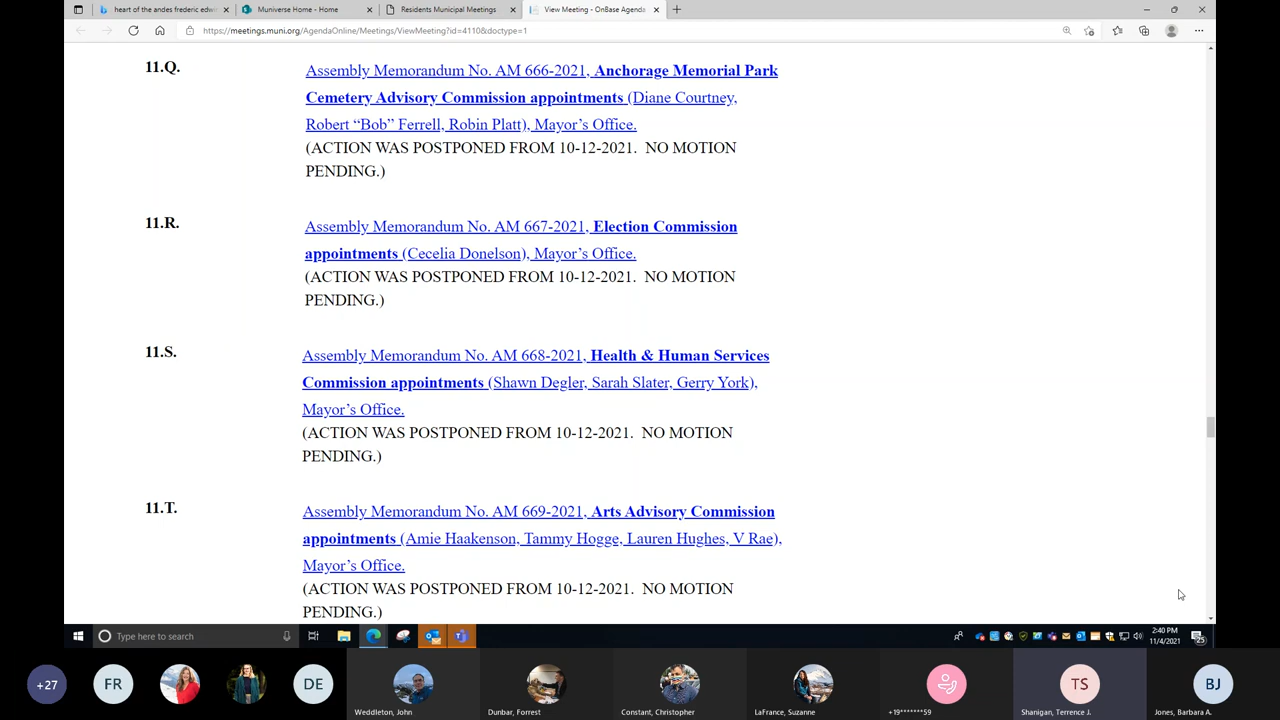 heart of the andes frederic edwi
Muniverse Home - Home
Residents Municipal Meetings
View Meeting - OnBase Agenda
https://meetings.muni.org/AgendaOnline/Meetings/ViewMeeting?id=4110&doctype=1
11.Q.
Assembly Memorandum No. AM 666-2021, Anchorage Memorial Park
Cemetery Advisory Commission appointments (Diane Courtney,
Robert “Bob” Ferrell, Robin Platt), Mayor’s Office.
(ACTION WAS POSTPONED FROM 10-12-2021.  NO MOTION
PENDING.)
11.R.
Assembly Memorandum No. AM 667-2021, Election Commission
appointments (Cecelia Donelson), Mayor’s Office.
(ACTION WAS POSTPONED FROM 10-12-2021.  NO MOTION
PENDING.)
11.S.
Assembly Memorandum No. AM 668-2021, Health & Human Services
Commission appointments (Shawn Degler, Sarah Slater, Gerry York),
Mayor’s Office.
(ACTION WAS POSTPONED FROM 10-12-2021.  NO MOTION
PENDING.)
11.T.
Assembly Memorandum No. AM 669-2021, Arts Advisory Commission
appointments (Amie Haakenson, Tammy Hogge, Lauren Hughes, V Rae),
Mayor’s Office.
(ACTION WAS POSTPONED FROM 10-12-2021.  NO MOTION
PENDING.)
Type here to search
2:40 PM
11/4/2021
25
+27
FR
DE
TS
BJ
Weddleton, John
Dunbar, Forrest
Constant, Christopher
LaFrance, Suzanne
+19*******59
Shanigan, Terrence J.
Jones, Barbara A.